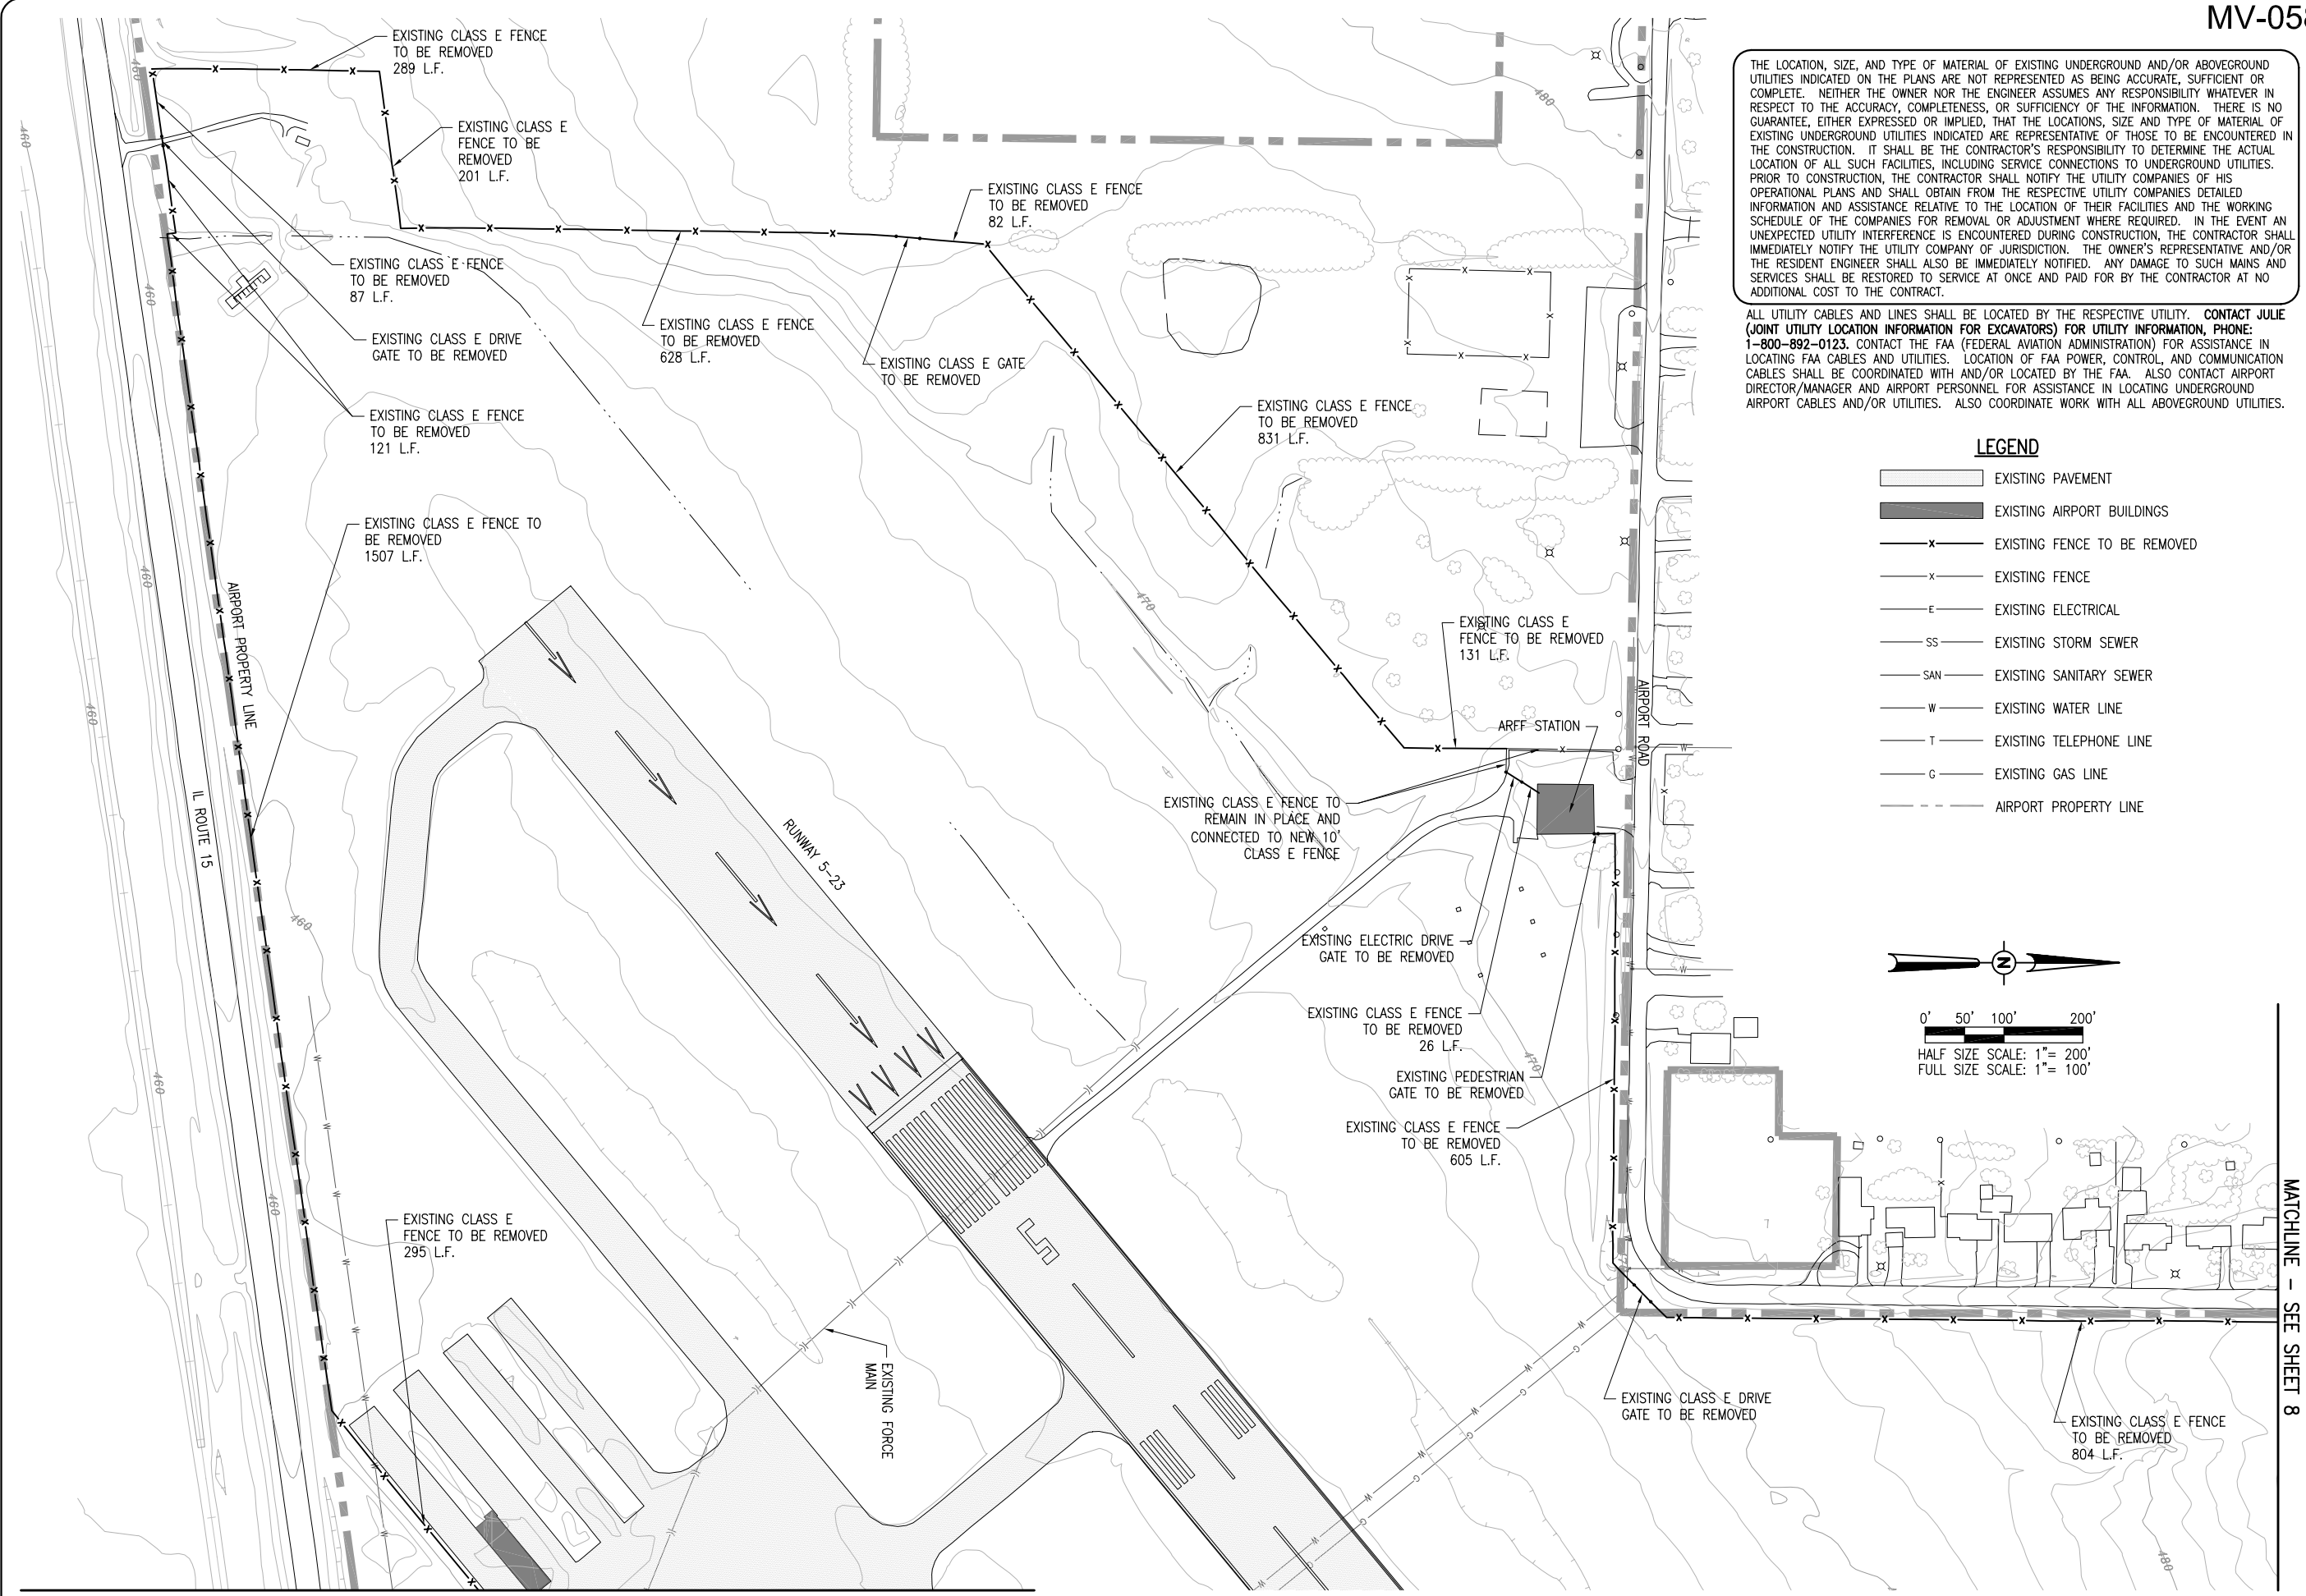 MV-058
THE LOCATION, SIZE, AND TYPE OF MATERIAL OF EXISTING UNDERGROUND AND/OR ABOVEGROUND
UTILITIES INDICATED ON THE PLANS ARE NOT REPRESENTED AS BEING ACCURATE, SUFFICIENT OR
COMPLETE. NEITHER THE OWNER NOR THE ENGINEER ASSUMES ANY RESPONSIBILITY WHATEVER IN
RESPECT TO THE ACCURACY, COMPLETENESS, OR SUFFICIENCY OF THE INFORMATION. THERE IS NO
GUARANTEE, EITHER EXPRESSED OR IMPLIED, THAT THE LOCATIONS, SIZE AND TYPE OF MATERIAL OF
EXISTING UNDERGROUND UTILITIES INDICATED ARE REPRESENTATIVE OF THOSE TO BE ENCOUNTERED IN
THE CONSTRUCTION. IT SHALL BE THE CONTRACTOR'S RESPONSIBILITY TO DETERMINE THE ACTUAL
LOCATION OF ALL SUCH FACILITIES, INCLUDING SERVICE CONNECTIONS TO UNDERGROUND UTILITIES.
PRIOR TO CONSTRUCTION, THE CONTRACTOR SHALL NOTIFY THE UTILITY COMPANIES OF HIS
OPERATIONAL PLANS AND SHALL OBTAIN FROM THE RESPECTIVE UTILITY COMPANIES DETAILED
INFORMATION AND ASSISTANCE RELATIVE TO THE LOCATION OF THEIR FACILITIES AND THE WORKING
SCHEDULE OF THE COMPANIES FOR REMOVAL OR ADJUSTMENT WHERE REQUIRED. IN THE EVENT AN
UNEXPECTED UTILITY INTERFERENCE IS ENCOUNTERED DURING CONSTRUCTION, THE CONTRACTOR SHALL
IMMEDIATELY NOTIFY THE UTILITY COMPANY OF JURISDICTION. THE OWNER'S REPRESENTATIVE AND/OR
THE RESIDENT ENGINEER SHALL ALSO BE IMMEDIATELY NOTIFIED. ANY DAMAGE TO SUCH MAINS AND
SERVICES SHALL BE RESTORED TO SERVICE AT ONCE AND PAID FOR BY THE CONTRACTOR AT NO
ADDITIONAL COST TO THE CONTRACT.
ALL UTILITY CABLES AND LINES SHALL BE LOCATED BY THE RESPECTIVE UTILITY. CONTACT JULIE
(JOINT UTILITY LOCATION INFORMATION FOR EXCAVATORS) FOR UTILITY INFORMATION, PHONE:
1-800-892-0123. CONTACT THE FAA (FEDERAL AVIATION ADMINISTRATION) FOR ASSISTANCE IN
LOCATING FAA CABLES AND UTILITIES. LOCATION OF FAA POWER, CONTROL, AND COMMUNICATION
CABLES SHALL BE COORDINATED WITH AND/OR LOCATED BY THE FAA. ALSO CONTACT AIRPORT
DIRECTOR/MANAGER AND AIRPORT PERSONNEL FOR ASSISTANCE IN LOCATING UNDERGROUND
AIRPORT CABLES AND/OR UTILITIES. ALSO COORDINATE WORK WITH ALL ABOVEGROUND UTILITIES.
LEGEND
EXISTING PAVEMENT
EXISTING AIRPORT BUILDINGS
X EXISTING FENCE TO BE REMOVED
X EXISTING FENCE
E EXISTING ELECTRICAL
SS EXISTING STORM SEWER
SAN EXISTING SANITARY SEWER
W EXISTING WATER LINE
T EXISTING TELEPHONE LINE
G EXISTING GAS LINE
AIRPORT PROPERTY LINE
N
0' 50' 100' 200'
HALF SIZE SCALE: 1"= 200'
FULL SIZE SCALE: 1"= 100'
MATCHLINE - SEE SHEET 8
EXISTING CLASS E FENCE
TO BE REMOVED
289 L.F.
EXISTING CLASS E
FENCE TO BE
REMOVED
201 L.F.
EXISTING CLASS E FENCE
TO BE REMOVED
82 L.F.
EXISTING CLASS E FENCE
TO BE REMOVED
87 L.F.
EXISTING CLASS E DRIVE
GATE TO BE REMOVED
EXISTING CLASS E FENCE
TO BE REMOVED
628 L.F.
EXISTING CLASS E GATE
TO BE REMOVED
EXISTING CLASS E FENCE
TO BE REMOVED
121 L.F.
EXISTING CLASS E FENCE
TO BE REMOVED
831 L.F.
EXISTING CLASS E FENCE TO
BE REMOVED
1507 L.F.
AIRPORT PROPERTY LINE
IL ROUTE 15
RUNWAY 5-23
EXISTING CLASS E
FENCE TO BE REMOVED
131 L.F.
ARFF STATION
AIRPORT ROAD
EXISTING CLASS E FENCE TO
REMAIN IN PLACE AND
CONNECTED TO NEW 10'
CLASS E FENCE
EXISTING ELECTRIC DRIVE
GATE TO BE REMOVED
EXISTING CLASS E FENCE
TO BE REMOVED
26 L.F.
EXISTING PEDESTRIAN
GATE TO BE REMOVED
EXISTING CLASS E FENCE
TO BE REMOVED
605 L.F.
EXISTING CLASS E
FENCE TO BE REMOVED
295 L.F.
EXISTING FORCE
MAIN
5
EXISTING CLASS E DRIVE
GATE TO BE REMOVED
EXISTING CLASS E FENCE
TO BE REMOVED
804 L.F.
460
460
460
460
460
460
460
460
470
470
480
480